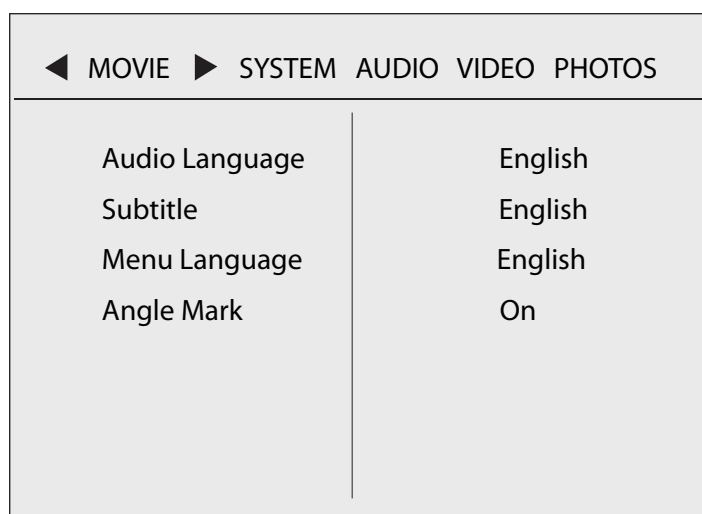 ◀ MOVIE ▶ SYSTEM AUDIO VIDEO PHOTOS
Audio Language English
Subtitle English
Menu Language English
Angle Mark On